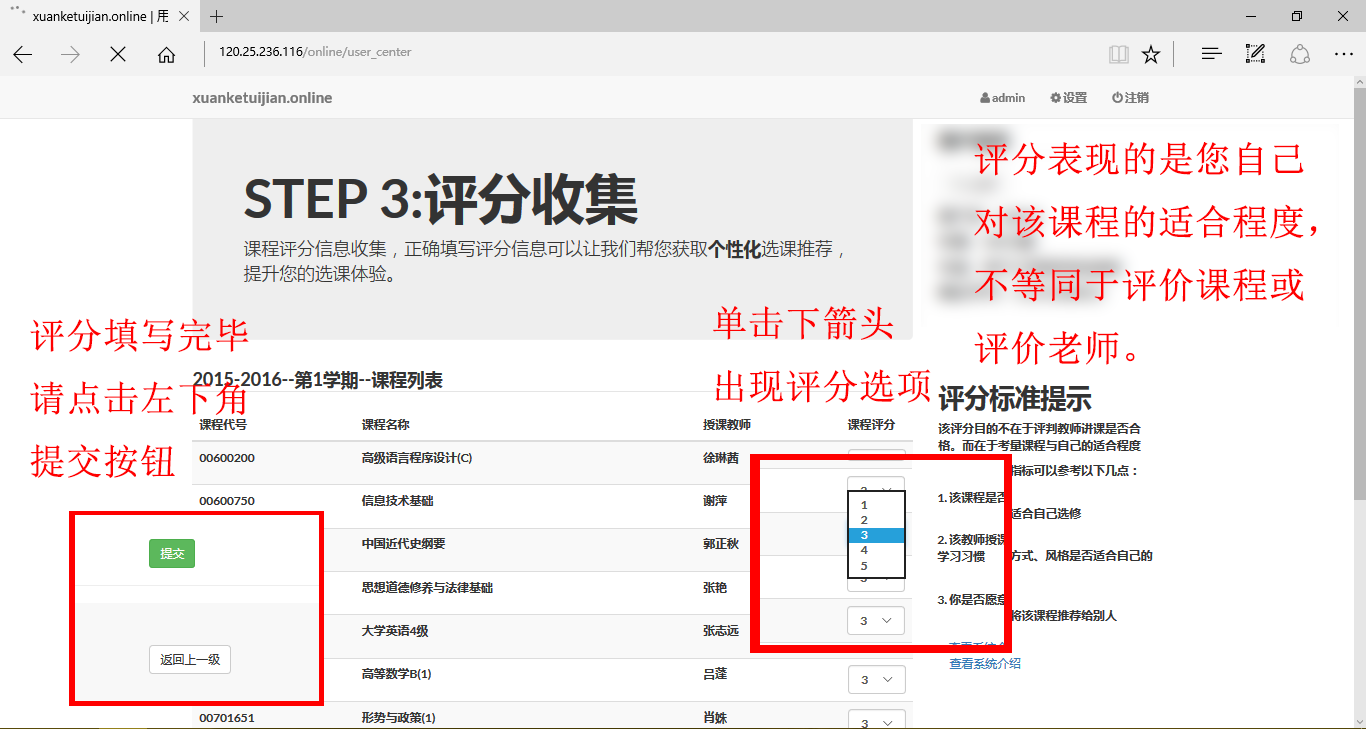 xuanketuijian.online | 用
120.25.236.116/online/user_center
xuanketuijian.online
admin
设置
注销
STEP 3:评分收集
课程评分信息收集，正确填写评分信息可以让我们帮您获取个性化选课推荐，
提升您的选课体验。
评分表现的是您自己
对该课程的适合程度，
不等同于评价课程或
评价老师。
评分填写完毕
请点击左下角
提交按钮
单击下箭头
出现评分选项
2015-2016--第1学期--课程列表
课程代号 课程名称 授课教师 课程评分
00600200 高级语言程序设计(C) 徐琳茜
00600750 信息技术基础 谢萍
中国近代史纲要 郭正秋
思想道德修养与法律基础 张艳
大学英语4级 张志远 3
高等数学B(1) 吕蓬 3
00701651 形势与政策(1) 肖姝 3
1
2
3
4
5
提交
返回上一级
评分标准提示
该评分目的不在于评判教师讲课是否合
格。而在于考量课程与自己的适合程度
指标可以参考以下几点：
1.该课程是否
适合自己选修
2.该教师授课
方式、风格是否适合自己的
学习习惯
3.你是否愿意
将该课程推荐给别人
查看系统介绍